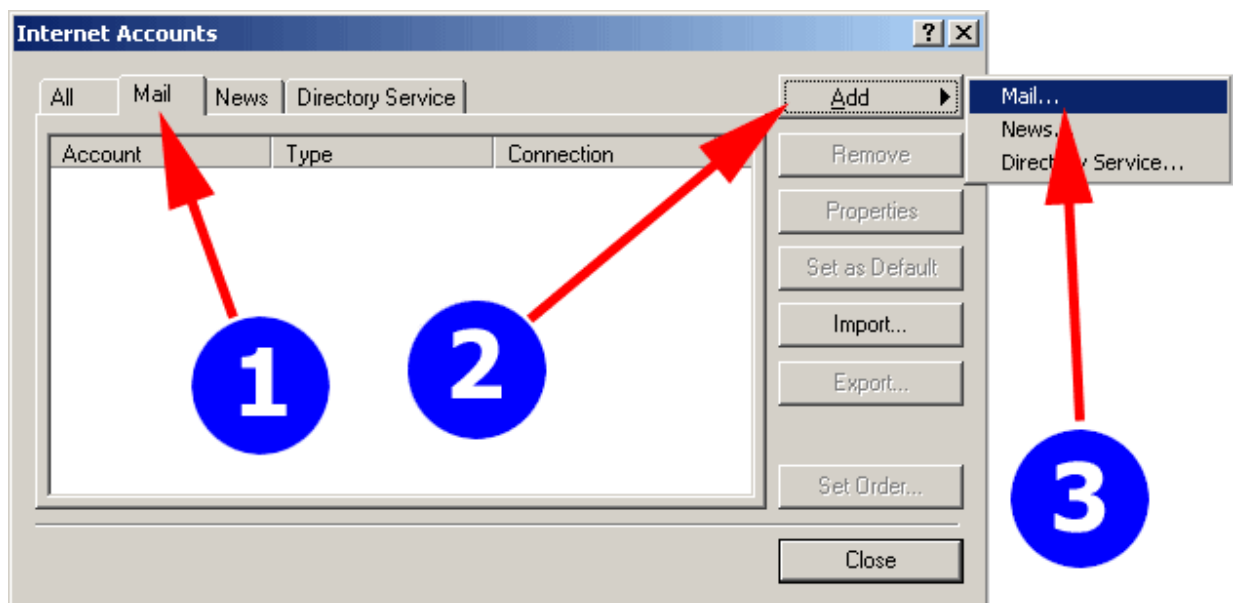 Internet Accounts
?
All Mail News Directory Service
Add
Mail...
News...
Directory Service...
Account Type Connection
Remove
Properties
Set as Default
Import...
Export...
Set Order...
Close
1
2
3